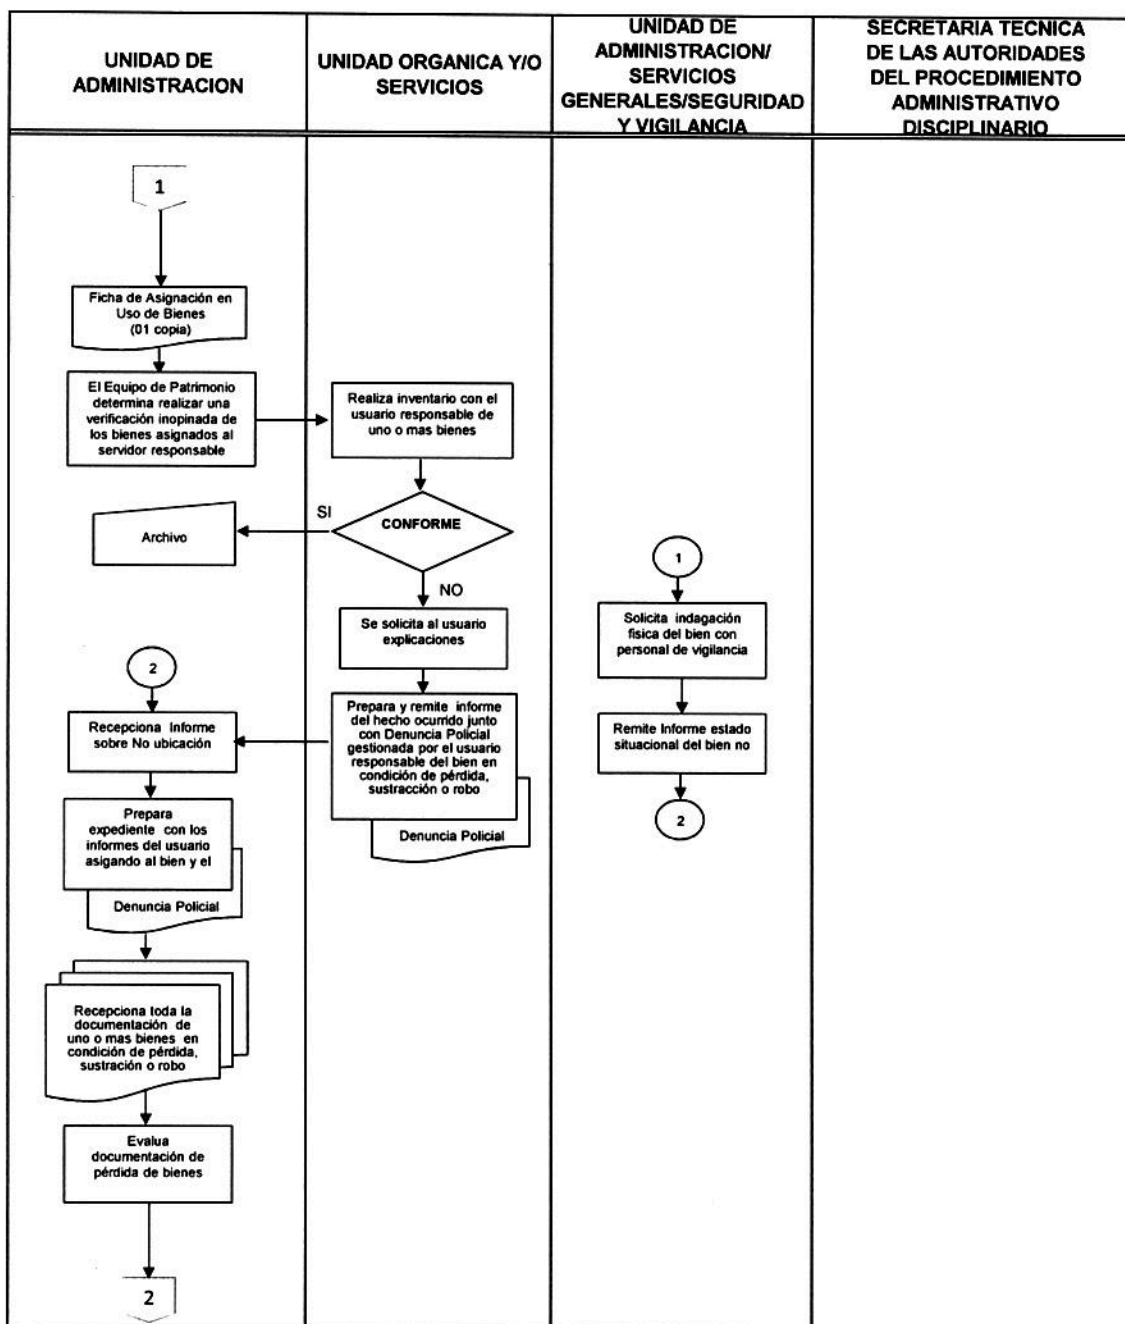 UNIDAD DE
ADMINISTRACION
UNIDAD ORGANICA Y/O
SERVICIOS
UNIDAD DE
ADMINISTRACION/
SERVICIOS
GENERALES/SEGURIDAD
Y VIGILANCIA
SECRETARIA TECNICA
DE LAS AUTORIDADES
DEL PROCEDIMIENTO
ADMINISTRATIVO
DISCIPLINARIO
1
Ficha de Asignación en
Uso de Bienes
(01 copia)
El Equipo de Patrimonio
determina realizar una
verificación inopinada de
los bienes asignados al
servidor responsable
Realiza inventario con el
usuario responsable de
uno o mas bienes
CONFORME
SI
Archivo
NO
Se solicita al usuario
explicaciones
1
Solicita indagación
fisica del bien con
personal de vigilancia
Remite Informe estado
situacional del bien no
2
2
Recepciona Informe
sobre No ubicación
Prepara y remite informe
del hecho ocurrido junto
con Denuncia Policial
gestionada por el usuario
responsable del bien en
condición de pérdida,
sustracción o robo
Denuncia Policial
Prepara
expediente con los
informes del usuario
asigando al bien y el
Denuncia Policial
Recepciona toda la
documentación de
uno o mas bienes en
condición de pérdida,
sustración o robo
Evalua
documentación de
pérdida de bienes
2